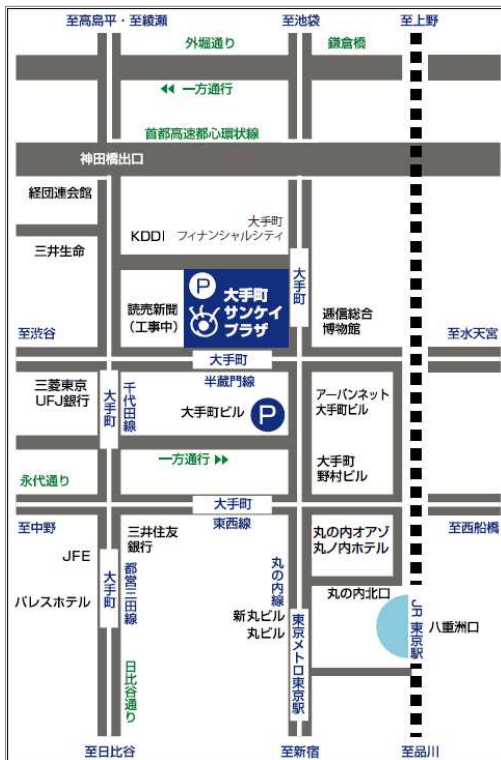 至高島平・至綾瀬
至池袋
至上野
外堀通り
鎌倉橋
一方通行
首都高速都心環状線
神田橋出口
経団連会館
KDDI
大手町
フィナンシャルシティ
三井生命
大手町
P
大手町
サンケイ
プラザ
読売新聞
(工事中)
逓信総合
博物館
至渋谷
至水天宮
大手町
半蔵門線
三菱東京
UFJ銀行
大手町
千代田線
大手町ビル
P
アーバンネット
大手町ビル
一方通行
大手町
野村ビル
永代通り
大手町
東西線
至中野
至西船橋
三井住友
銀行
丸の内オアゾ
丸ノ内ホテル
JFE
大手町
都営三田線
丸の内線
パレスホテル
丸の内北口
新丸ビル
丸ビル
東京メトロ東京駅
JR 東京駅
八重洲口
日比谷通り
至日比谷
至新宿
至品川